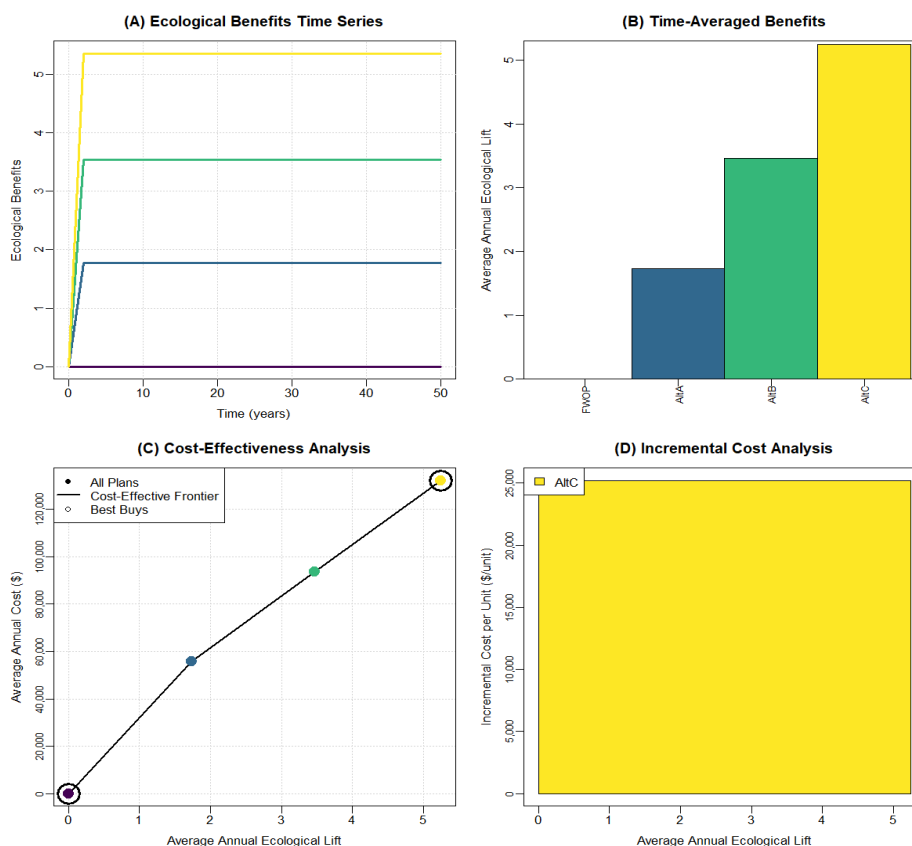 (A) Ecological Benefits Time Series
Ecological Benefits
0
1
2
3
4
5
0 10 20 30 40 50
Time (years)
(B) Time-Averaged Benefits
Average Annual Ecological Lift
0
1
2
3
4
5
FWOP AltA AltB AltC
(C) Cost-Effectiveness Analysis
All Plans
Cost-Effective Frontier
Best Buys
Average Annual Cost ($)
0
20,000
40,000
60,000
80,000
100,000
120,000
0 1 2 3 4 5
Average Annual Ecological Lift
(D) Incremental Cost Analysis
AltC
Incremental Cost per Unit ($/unit)
0
5,000
10,000
15,000
20,000
25,000
0 1 2 3 4 5
Average Annual Ecological Lift